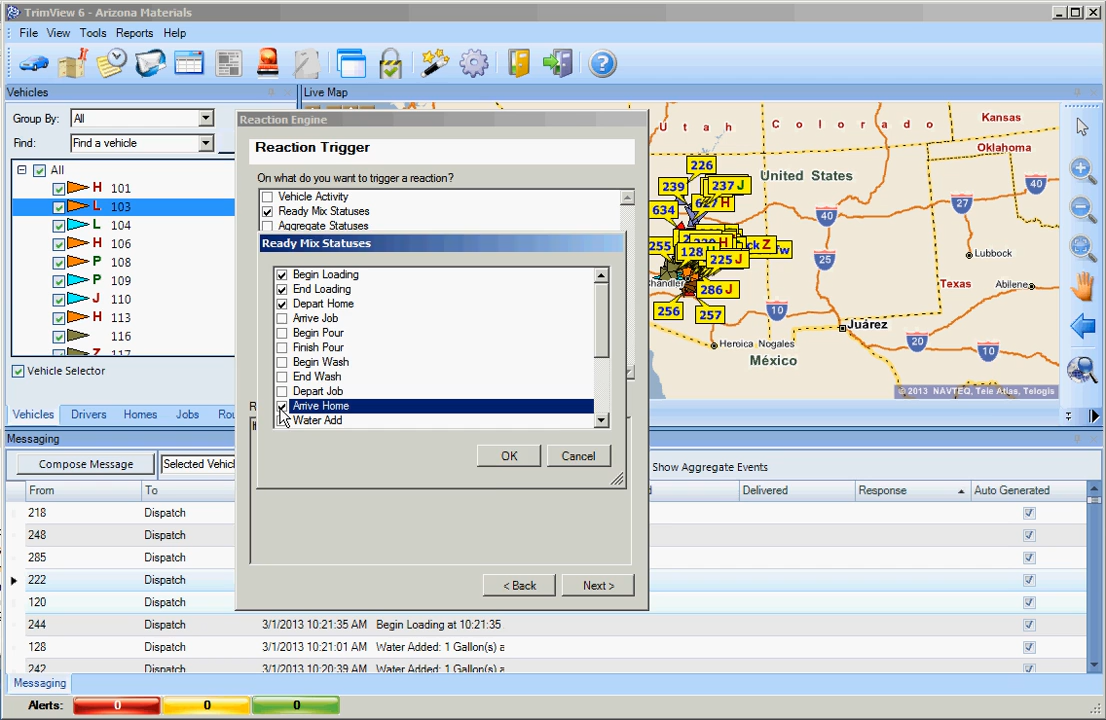 TrimView 6 - Arizona Materials
File View Tools Reports Help
Vehicles
Group By: All
Find: Find a vehicle
All
H 101
L 103
L 104
H 106
P 108
P 109
J 110
H 113
116
Z 117
Vehicle Selector
Vehicles Drivers Homes Jobs
Live Map
Utah Colorado
Kansas
Oklahoma
United States
226
239
237 J
627 H
634
255
128
225 J
286 J
256
257
Chandler
40
40
27
25
10
20
10
Lubbock
Abilene
Texas
Juárez
Heroica Nogales
México
© 2013 NAVTEQ, Tele Atlas, Telogis
Reaction Engine
Reaction Trigger
On what do you want to trigger a reaction?
Vehicle Activity
Ready Mix Statuses
Aggregate Statuses
Ready Mix Statuses
Begin Loading
End Loading
Depart Home
Arrive Job
Begin Pour
Finish Pour
Begin Wash
End Wash
Depart Job
Arrive Home
Water Add
OK Cancel
< Back Next >
Messaging
Compose Message Selected Vehicl
Show Aggregate Events
From To Delivered Response Auto Generated
218 Dispatch
248 Dispatch
285 Dispatch
222 Dispatch
120 Dispatch
244 Dispatch 3/1/2013 10:21:35 AM Begin Loading at 10:21:35
128 Dispatch 3/1/2013 10:21:01 AM Water Added: 1 Gallon(s) a
242 Dispatch 3/1/2013 10:20:39 AM Water Added: 1 Gallon(s) a
Messaging
Alerts: 0 0 0